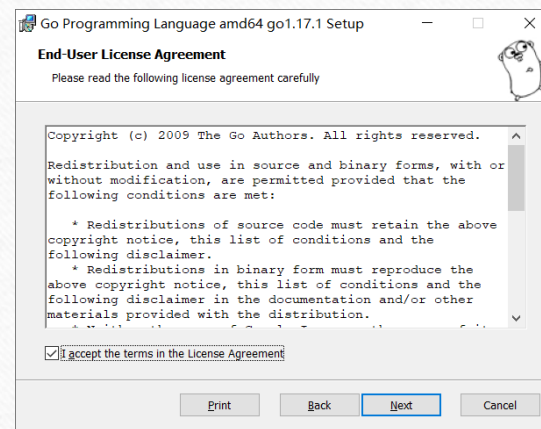 Go Programming Language amd64 go1.17.1 Setup
End-User License Agreement
Please read the following license agreement carefully
Copyright (c) 2009 The Go Authors. All rights reserved.
Redistribution and use in source and binary forms, with or
without modification, are permitted provided that the
following conditions are met:
* Redistributions of source code must retain the above
copyright notice, this list of conditions and the
following disclaimer.
* Redistributions in binary form must reproduce the
above copyright notice, this list of conditions and the
following disclaimer in the documentation and/or other
materials provided with the distribution.
I accept the terms in the License Agreement
Print
Back
Next
Cancel